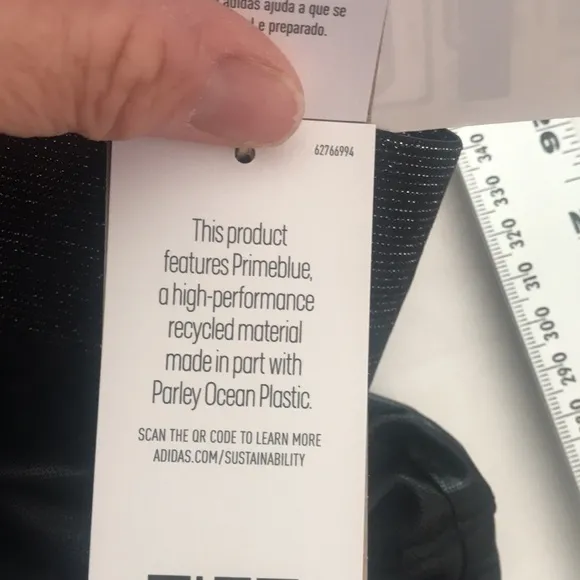 adidas ajuda a que se
e preparado.
62766994
This product
features Primeblue,
a high-performance
recycled material
made in part with
Parley Ocean Plastic.
SCAN THE QR CODE TO LEARN MORE
ADIDAS.COM/SUSTAINABILITY
340
330
320
310
300
290
280